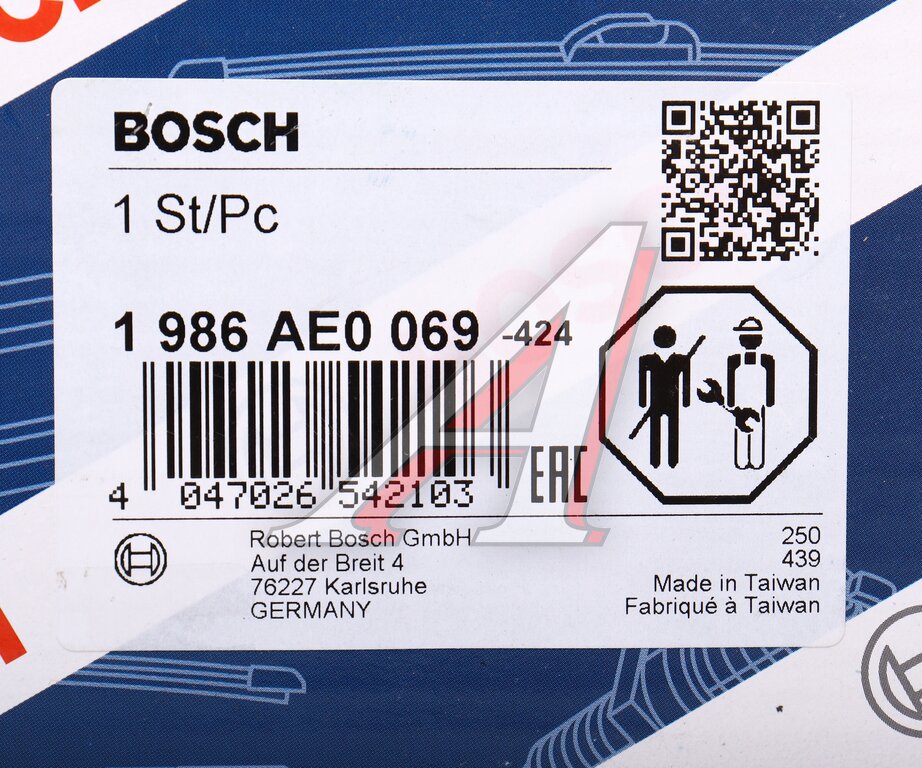 BOSCH
1 St/Pc
1 986 AE0 069 -424
4 047026 542103
EAC
Robert Bosch GmbH
Auf der Breit 4
76227 Karlsruhe
GERMANY
250
439
Made in Taiwan
Fabriqué à Taiwan